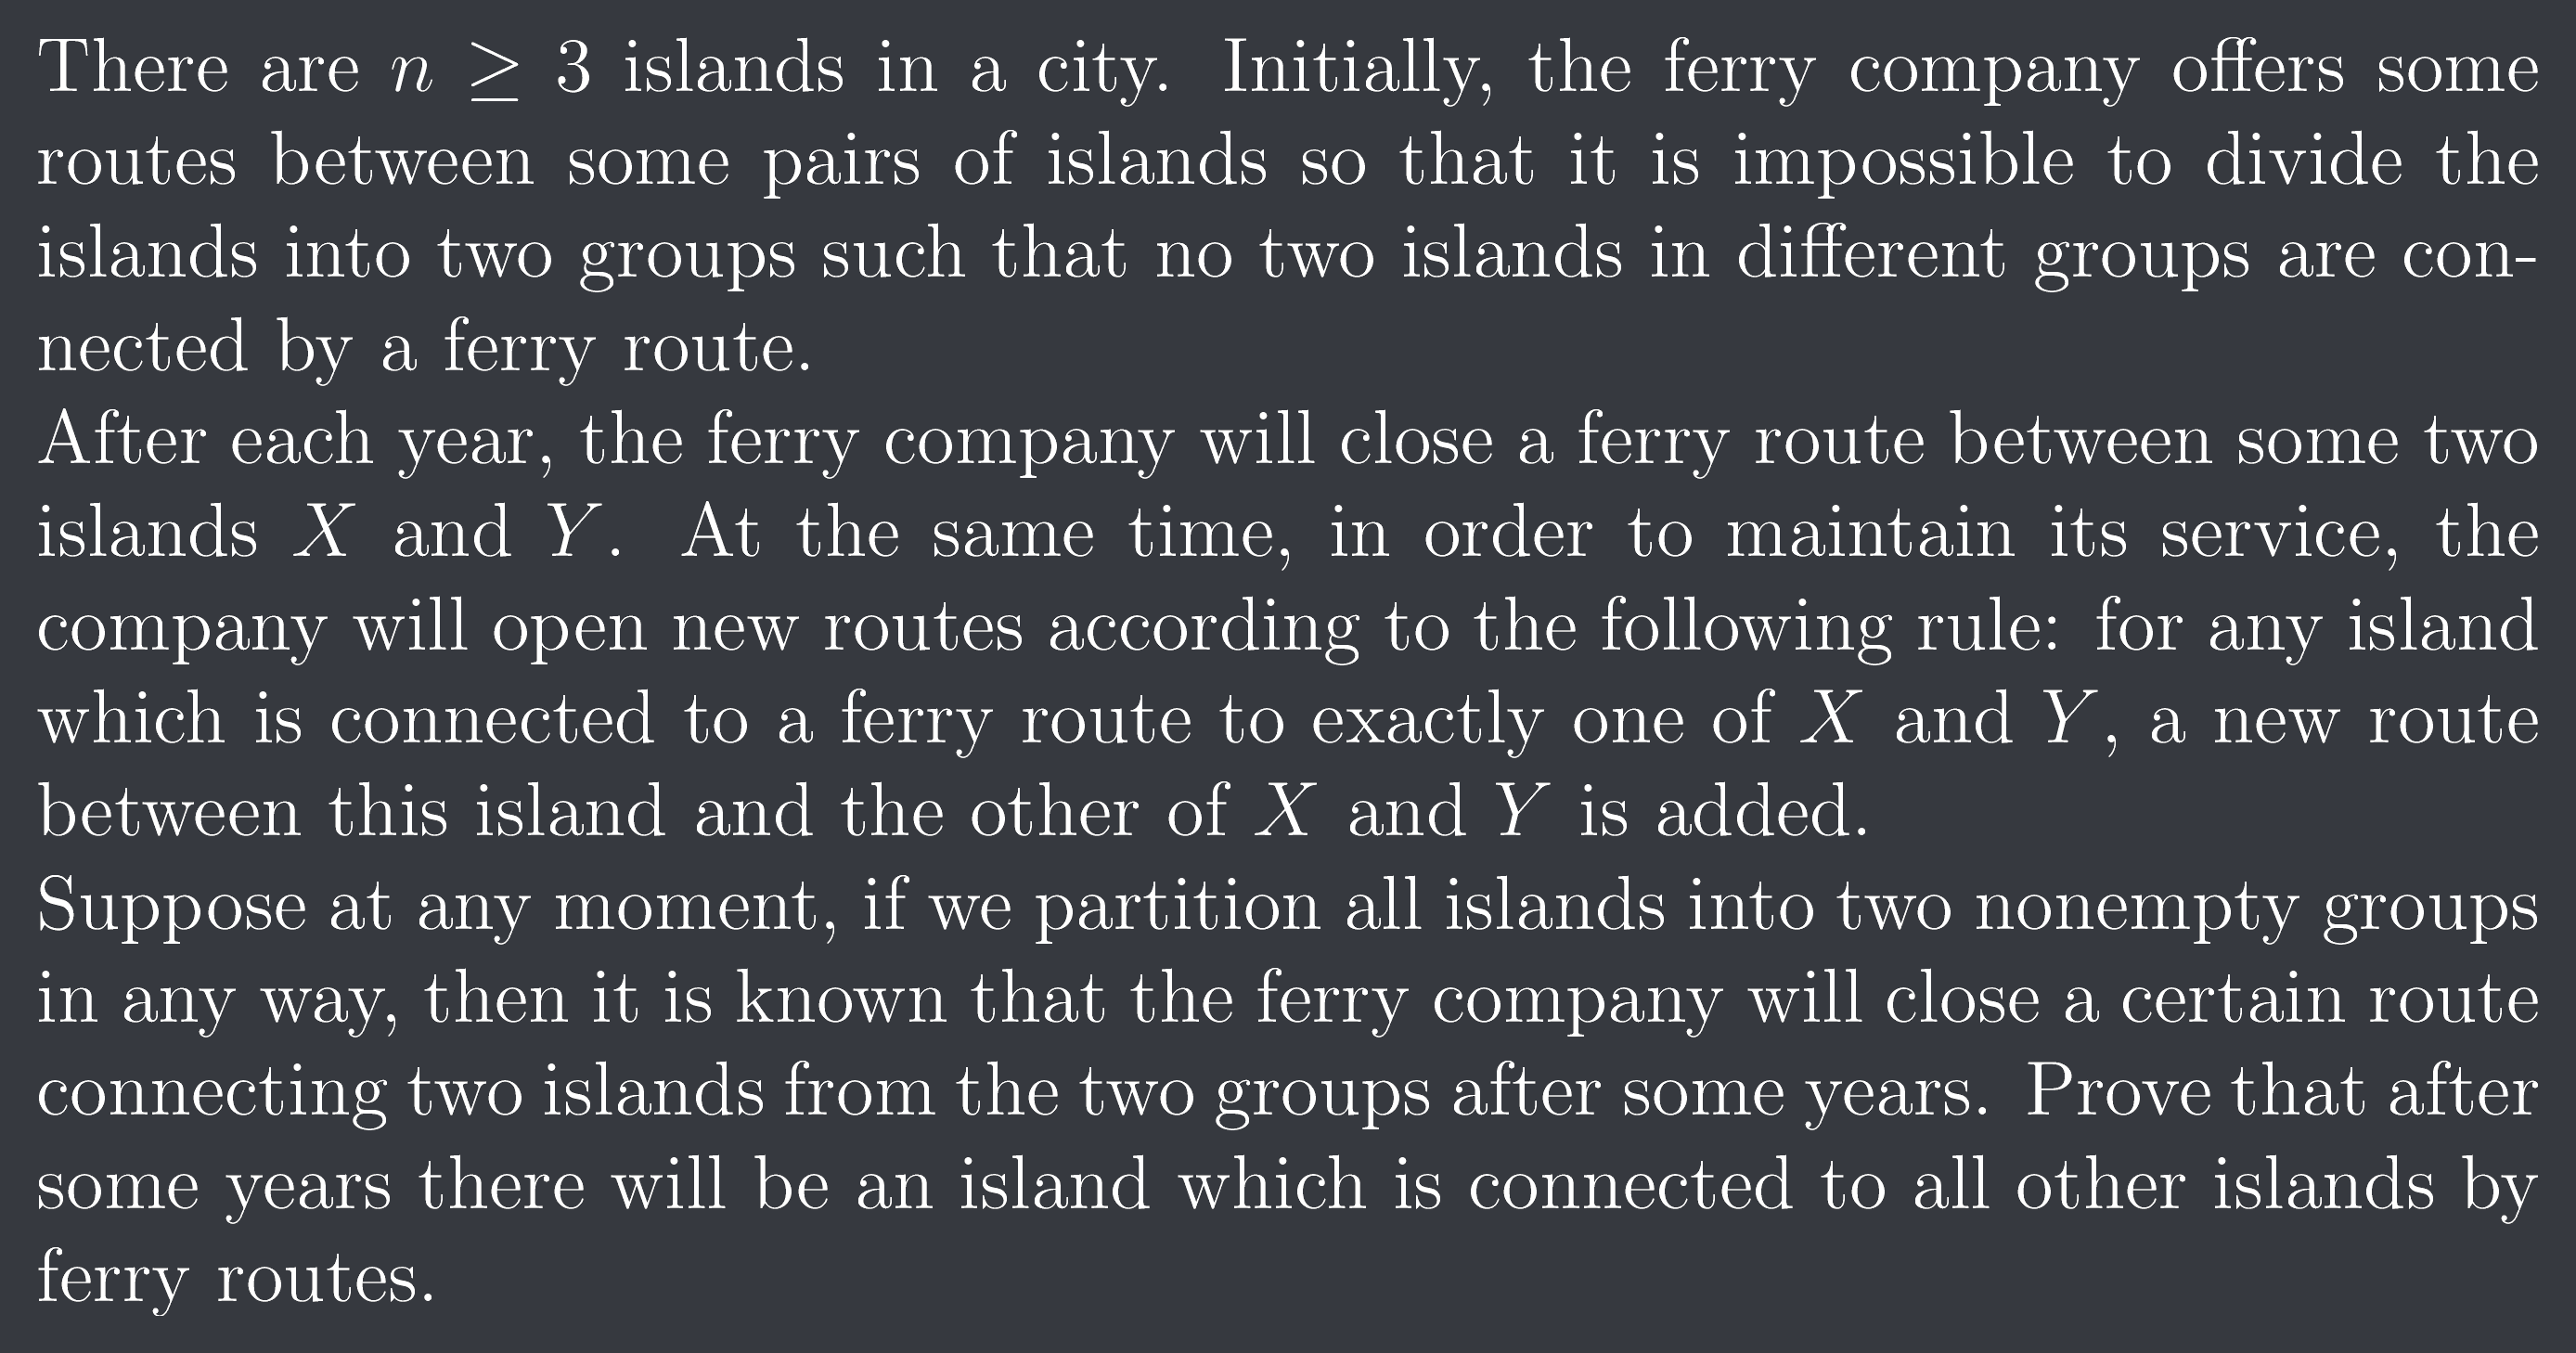 There are n ≥ 3 islands in a city. Initially, the ferry company offers some
routes between some pairs of islands so that it is impossible to divide the
islands into two groups such that no two islands in different groups are con-
nected by a ferry route.
After each year, the ferry company will close a ferry route between some two
islands X and Y. At the same time, in order to maintain its service, the
company will open new routes according to the following rule: for any island
which is connected to a ferry route to exactly one of X and Y, a new route
between this island and the other of X and Y is added.
Suppose at any moment, if we partition all islands into two nonempty groups
in any way, then it is known that the ferry company will close a certain route
connecting two islands from the two groups after some years. Prove that after
some years there will be an island which is connected to all other islands by
ferry routes.